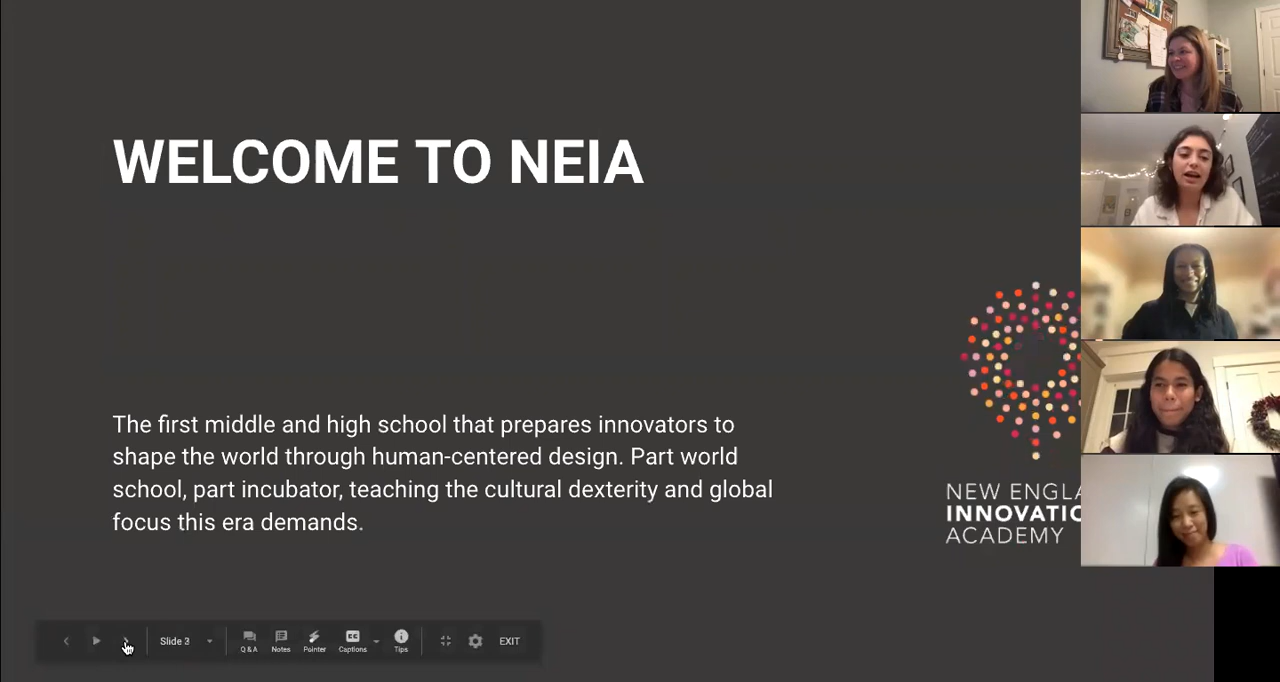 WELCOME TO NEIA
The first middle and high school that prepares innovators to
shape the world through human-centered design. Part world
school, part incubator, teaching the cultural dexterity and global
focus this era demands.
NEW ENGLA
INNOVATIO
ACADEMY
Slide 3
Q & A
Notes
Pointer
CC
Captions
Tips
EXIT